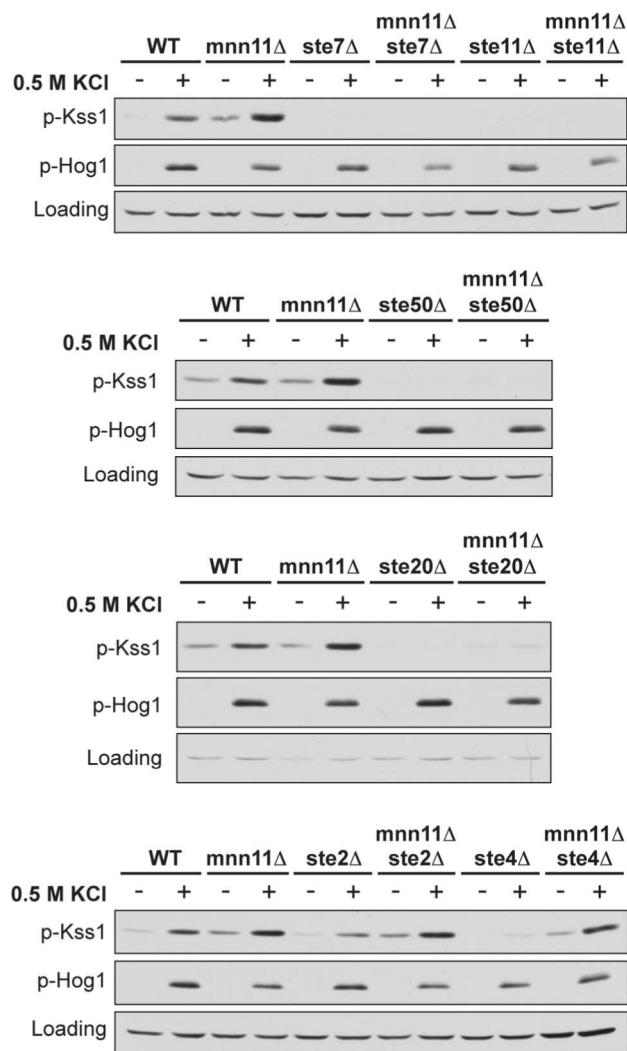 mnn11Δ mnn11Δ
WT mnn11Δ ste7Δ ste7Δ ste11Δ ste11Δ
0.5 M KCl - + - + - + - + - + - +
p-Kss1
p-Hog1
Loading
mnn11Δ
WT mnn11Δ ste50Δ ste50Δ
0.5 M KCl - + - + - + - +
p-Kss1
p-Hog1
Loading
mnn11Δ
WT mnn11Δ ste20Δ ste20Δ
0.5 M KCl - + - + - + - +
p-Kss1
p-Hog1
Loading
mnn11Δ mnn11Δ
WT mnn11Δ ste2Δ ste2Δ ste4Δ ste4Δ
0.5 M KCl - + - + - + - + - + - +
p-Kss1
p-Hog1
Loading